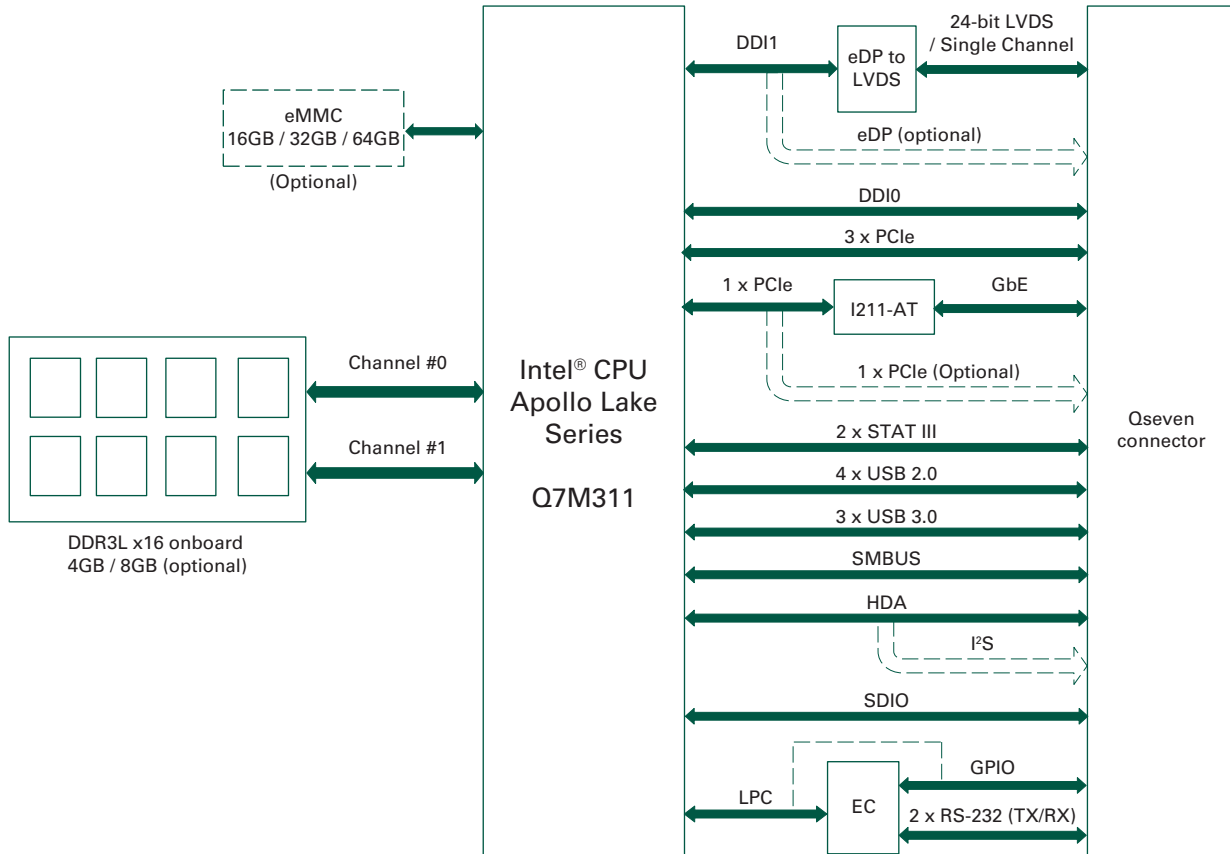 24-bit LVDS
/ Single Channel
DDI1
eDP to
LVDS
eMMC
16GB / 32GB / 64GB
(Optional)
eDP (optional)
DDI0
3 x PCIe
1 x PCIe
I211-AT
GbE
Channel #0
Intel® CPU
Apollo Lake
Series
Q7M311
1 x PCIe (Optional)
Qseven
connector
Channel #1
2 x STAT III
4 x USB 2.0
3 x USB 3.0
DDR3L x16 onboard
4GB / 8GB (optional)
SMBUS
HDA
I²S
SDIO
GPIO
LPC
EC
2 x RS-232 (TX/RX)